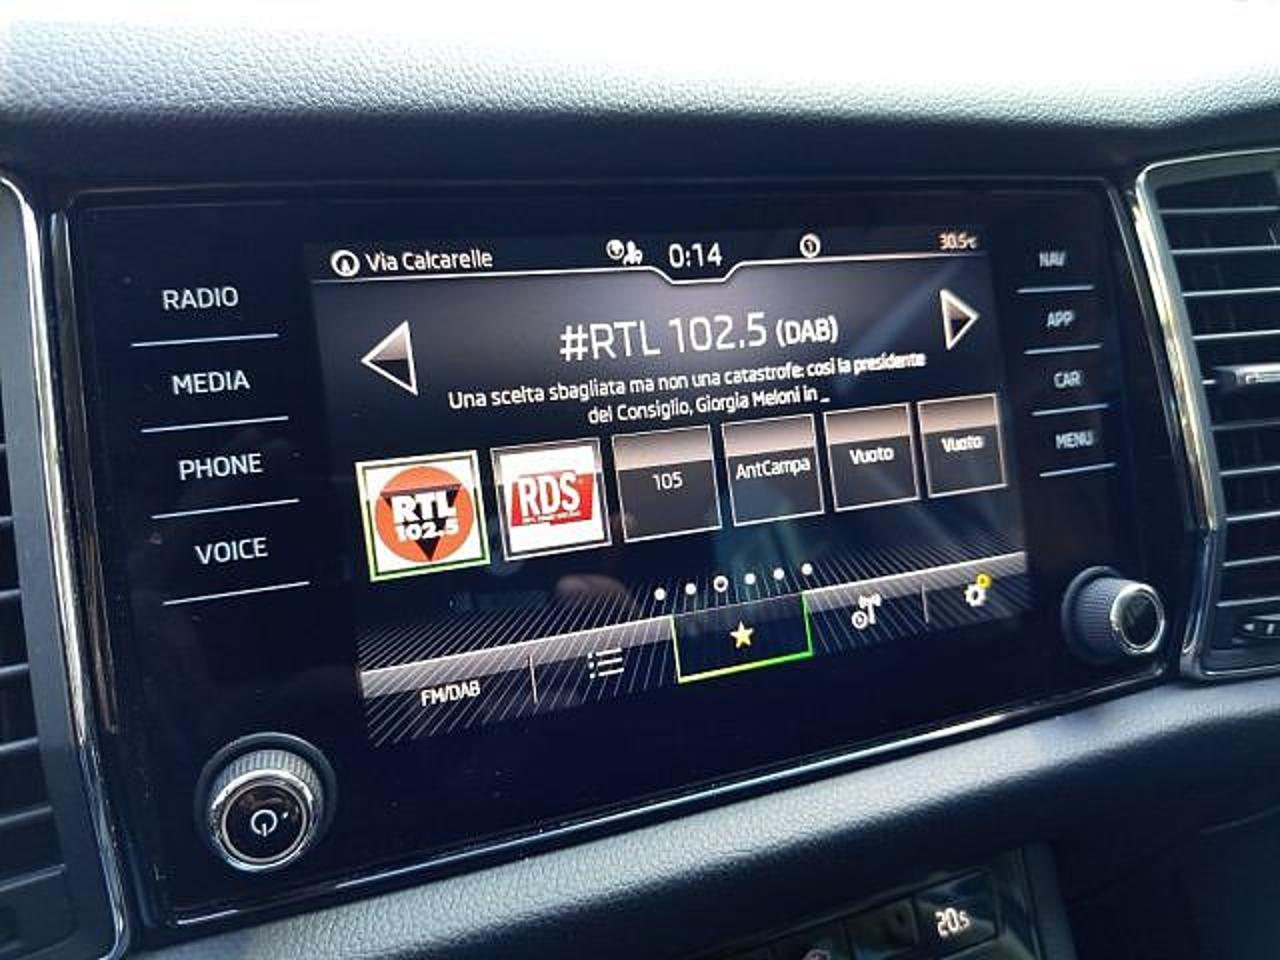 Via Calcarelle
0:14
30.5°C
RADIO
MEDIA
PHONE
VOICE
NAV
APP
CAR
MENU
#RTL 102.5 (DAB)
Una scelta sbagliata ma non una catastrofe: così la presidente
del Consiglio, Giorgia Meloni in _
RTL
102.5
RDS
105
AntCampa
Vuoto
Vuoto
FM/DAB
20.5